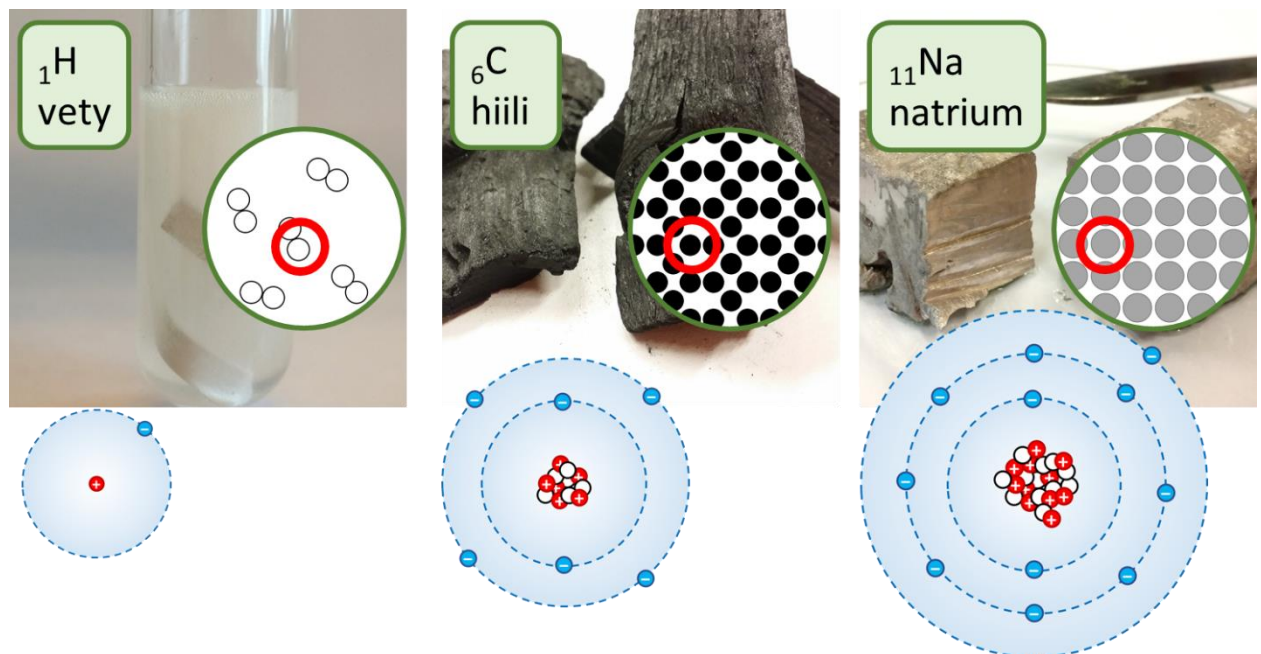 ₁H
vety
₆C
hiili
₁₁Na
natrium